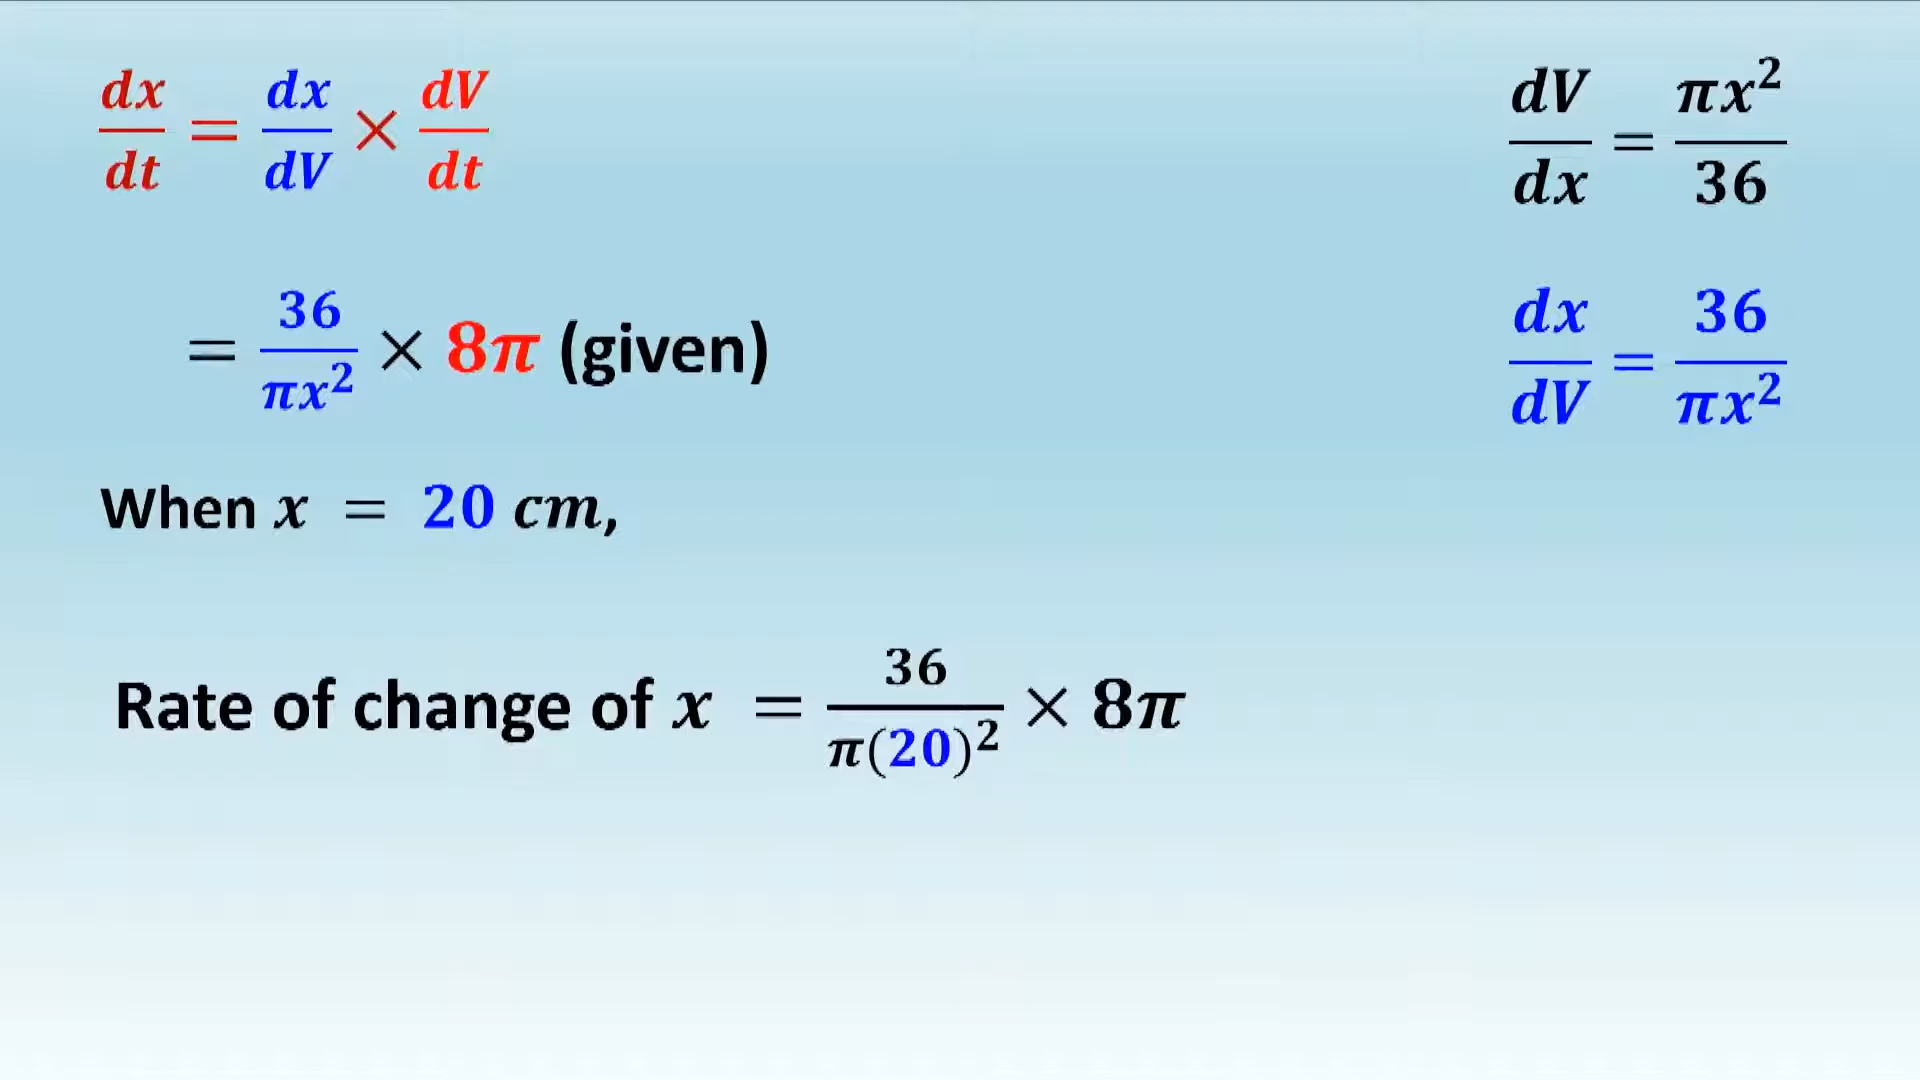 dx/dt = dx/dV × dV/dt
dV/dx = πx²/36
= 36/πx² × 8π (given)
dx/dV = 36/πx²
When x = 20 cm,
Rate of change of x = 36/π(20)² × 8π